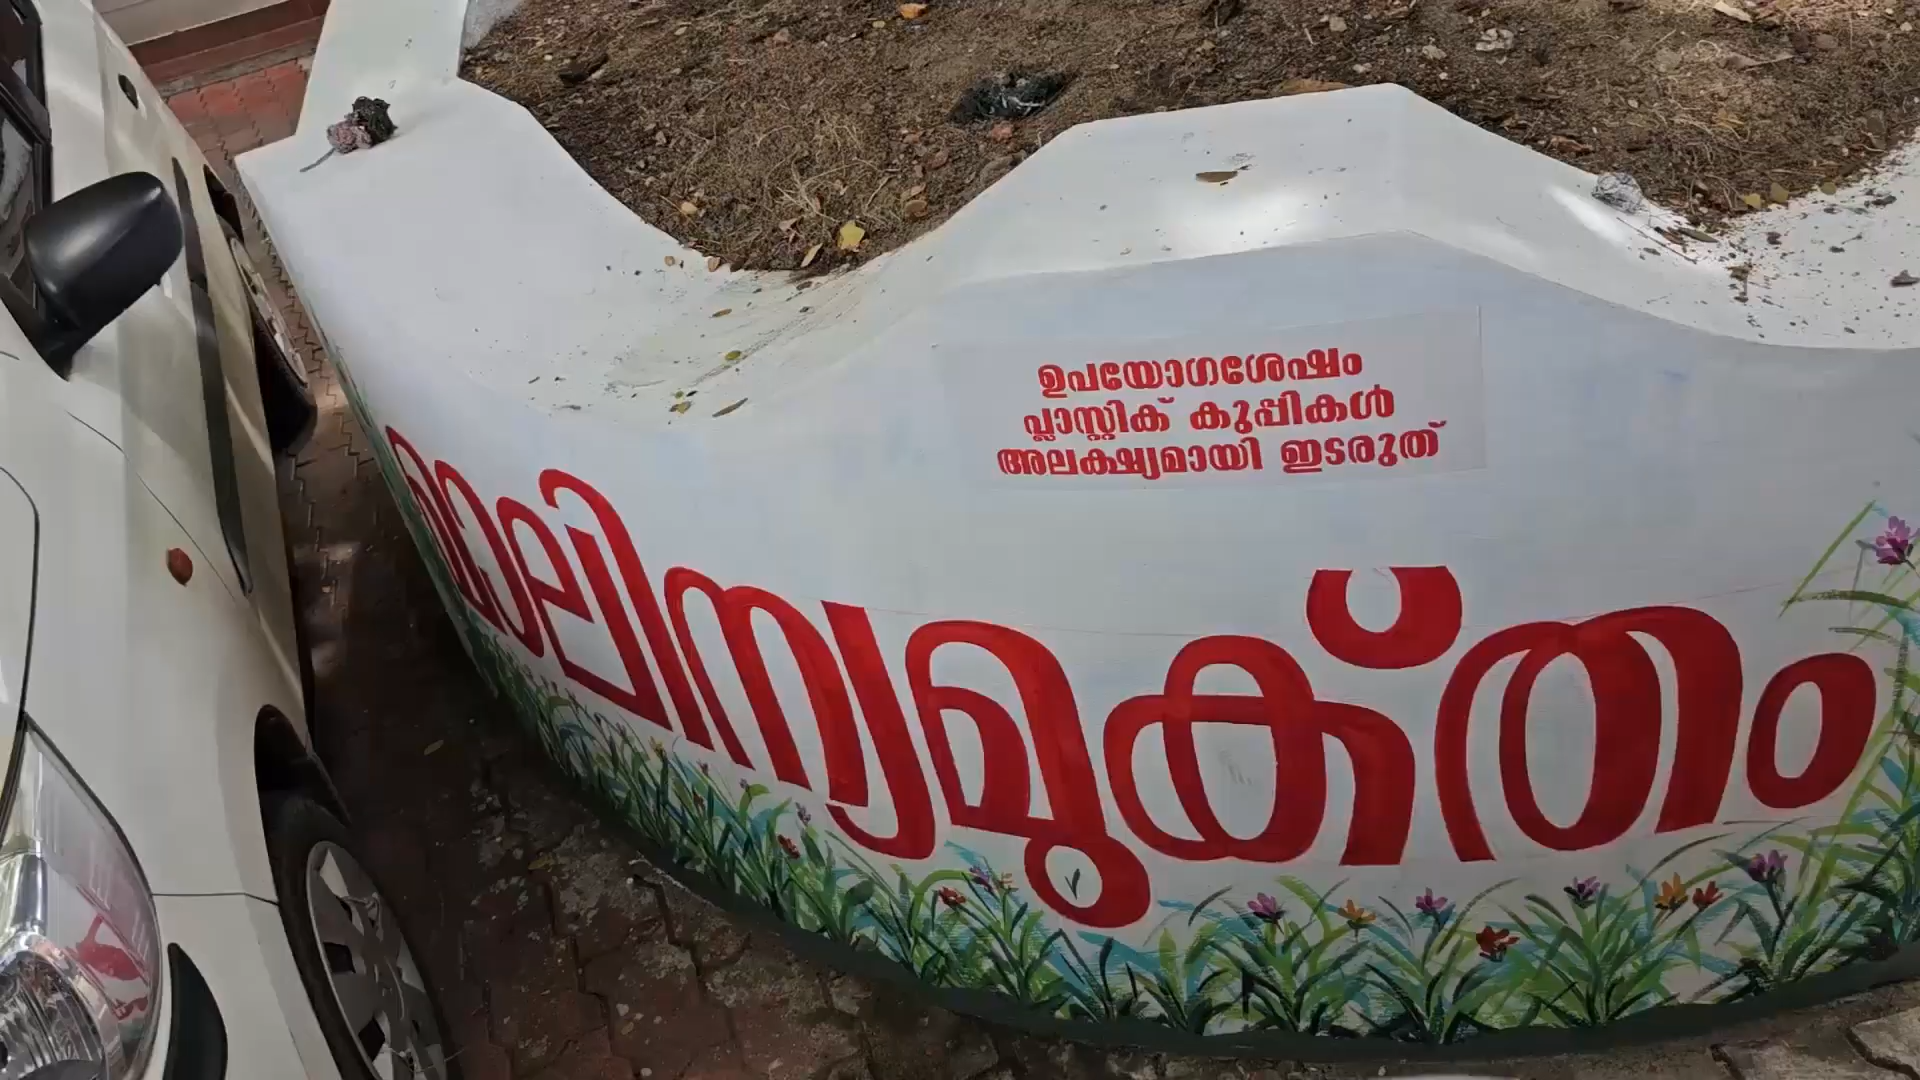 ഉപയോഗശേഷം
പ്ലാസ്റ്റിക് കുപ്പികൾ
അലക്ഷ്യമായി ഇടരുത്
മാലിന്യമുക്തം